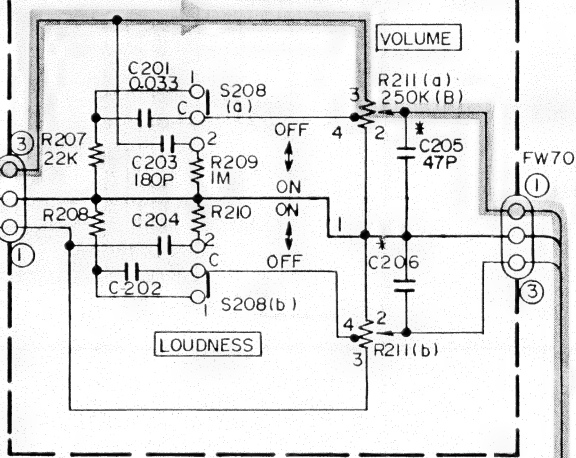 VOLUME
C201
0.033
1
S208
(a)
C
3
R211(a)
250K(B)
4
2
OFF
*
C205
47P
3
R207
22K
2
C203
180P
R209
1M
FW70
1
ON
ON
R208
C204
R210
1
*
C206
2
OFF
1
C
C-202
1
S208(b)
3
2
4
R211(b)
3
LOUDNESS